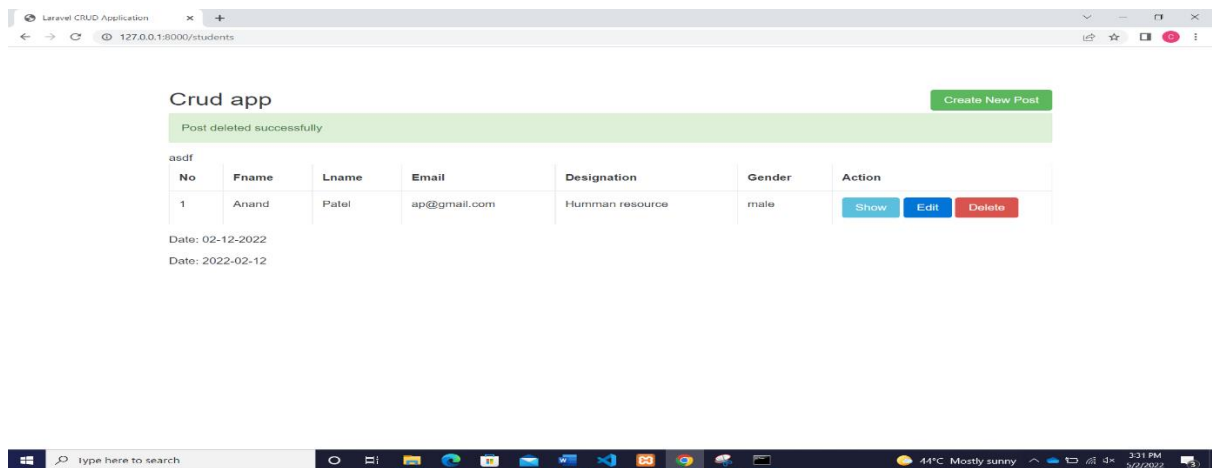 Laravel CRUD Application
127.0.0.1:8000/students
C
Crud app
Create New Post
Post deleted successfully
asdf
No Fname Lname Email Designation Gender Action
1 Anand Patel ap@gmail.com Humman resource male Show Edit Delete
Date: 02-12-2022
Date: 2022-02-12
Type here to search
44°C Mostly sunny
3:31 PM
5/2/2022